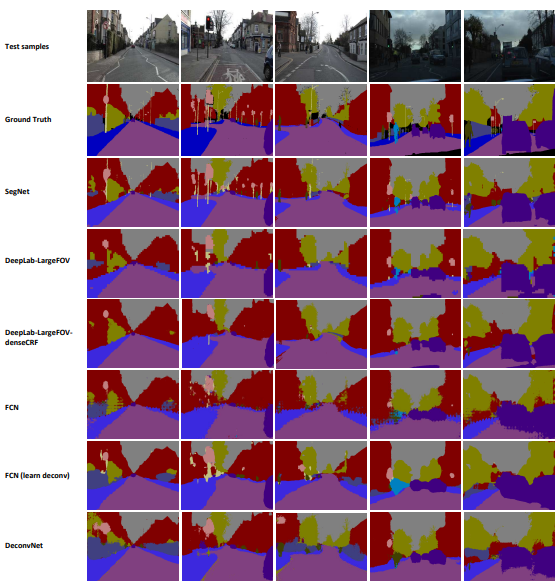 Test samples
Ground Truth
SegNet
DeepLab-LargeFOV
DeepLab-LargeFOV-
denseCRF
FCN
FCN (learn deconv)
DeconvNet